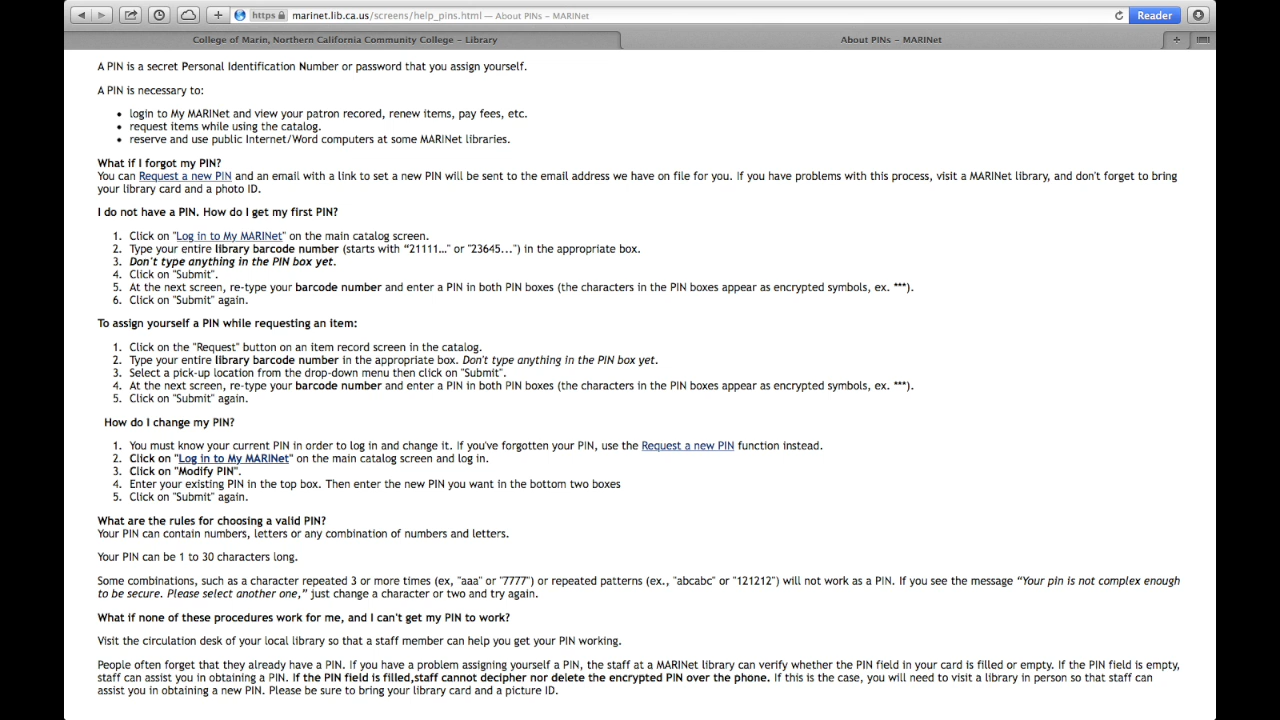 https marinet.lib.ca.us/screens/help_pins.html — About PINs – MARINet
Reader
College of Marin, Northern California Community College – Library
About PINs – MARINet
A PIN is a secret Personal Identification Number or password that you assign yourself.
A PIN is necessary to:
• login to My MARINet and view your patron recored, renew items, pay fees, etc.
• request items while using the catalog.
• reserve and use public Internet/Word computers at some MARINet libraries.
What if I forgot my PIN?
You can Request a new PIN and an email with a link to set a new PIN will be sent to the email address we have on file for you. If you have problems with this process, visit a MARINet library, and don't forget to bring
your library card and a photo ID.
I do not have a PIN. How do I get my first PIN?
1. Click on "Log in to My MARINet" on the main catalog screen.
2. Type your entire library barcode number (starts with “21111…" or "23645...") in the appropriate box.
3. Don't type anything in the PIN box yet.
4. Click on "Submit".
5. At the next screen, re-type your barcode number and enter a PIN in both PIN boxes (the characters in the PIN boxes appear as encrypted symbols, ex. ***).
6. Click on "Submit" again.
To assign yourself a PIN while requesting an item:
1. Click on the "Request" button on an item record screen in the catalog.
2. Type your entire library barcode number in the appropriate box. Don't type anything in the PIN box yet.
3. Select a pick-up location from the drop-down menu then click on "Submit".
4. At the next screen, re-type your barcode number and enter a PIN in both PIN boxes (the characters in the PIN boxes appear as encrypted symbols, ex. ***).
5. Click on "Submit" again.
How do I change my PIN?
1. You must know your current PIN in order to log in and change it. If you've forgotten your PIN, use the Request a new PIN function instead.
2. Click on "Log in to My MARINet" on the main catalog screen and log in.
3. Click on "Modify PIN".
4. Enter your existing PIN in the top box. Then enter the new PIN you want in the bottom two boxes
5. Click on "Submit" again.
What are the rules for choosing a valid PIN?
Your PIN can contain numbers, letters or any combination of numbers and letters.
Your PIN can be 1 to 30 characters long.
Some combinations, such as a character repeated 3 or more times (ex, "aaa" or "7777") or repeated patterns (ex., "abcabc" or "121212") will not work as a PIN. If you see the message “Your pin is not complex enough
to be secure. Please select another one,” just change a character or two and try again.
What if none of these procedures work for me, and I can't get my PIN to work?
Visit the circulation desk of your local library so that a staff member can help you get your PIN working.
People often forget that they already have a PIN. If you have a problem assigning yourself a PIN, the staff at a MARINet library can verify whether the PIN field in your card is filled or empty. If the PIN field is empty,
staff can assist you in obtaining a PIN. If the PIN field is filled,staff cannot decipher nor delete the encrypted PIN over the phone. If this is the case, you will need to visit a library in person so that staff can
assist you in obtaining a new PIN. Please be sure to bring your library card and a picture ID.